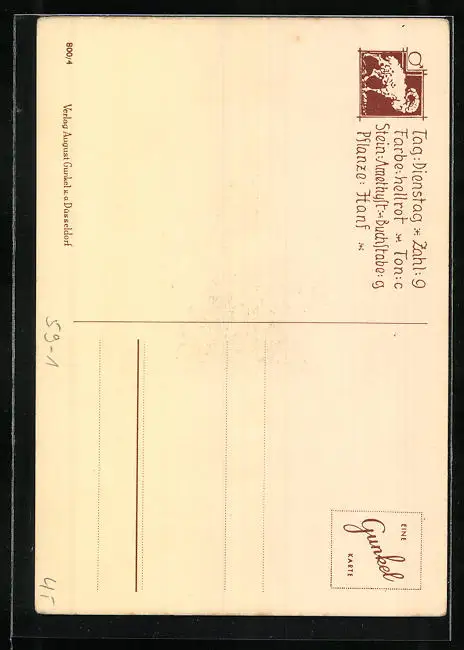 Tag: Dienstag * Zahl: 9
Farbe: hellrot * Ton: c
Stein: Amethyst * Buchstabe: g
Pflanze: Hanf *
EINE
Gunkel
KARTE
800/4
Verlag August Gunkel K.G. Düsseldorf
59-1